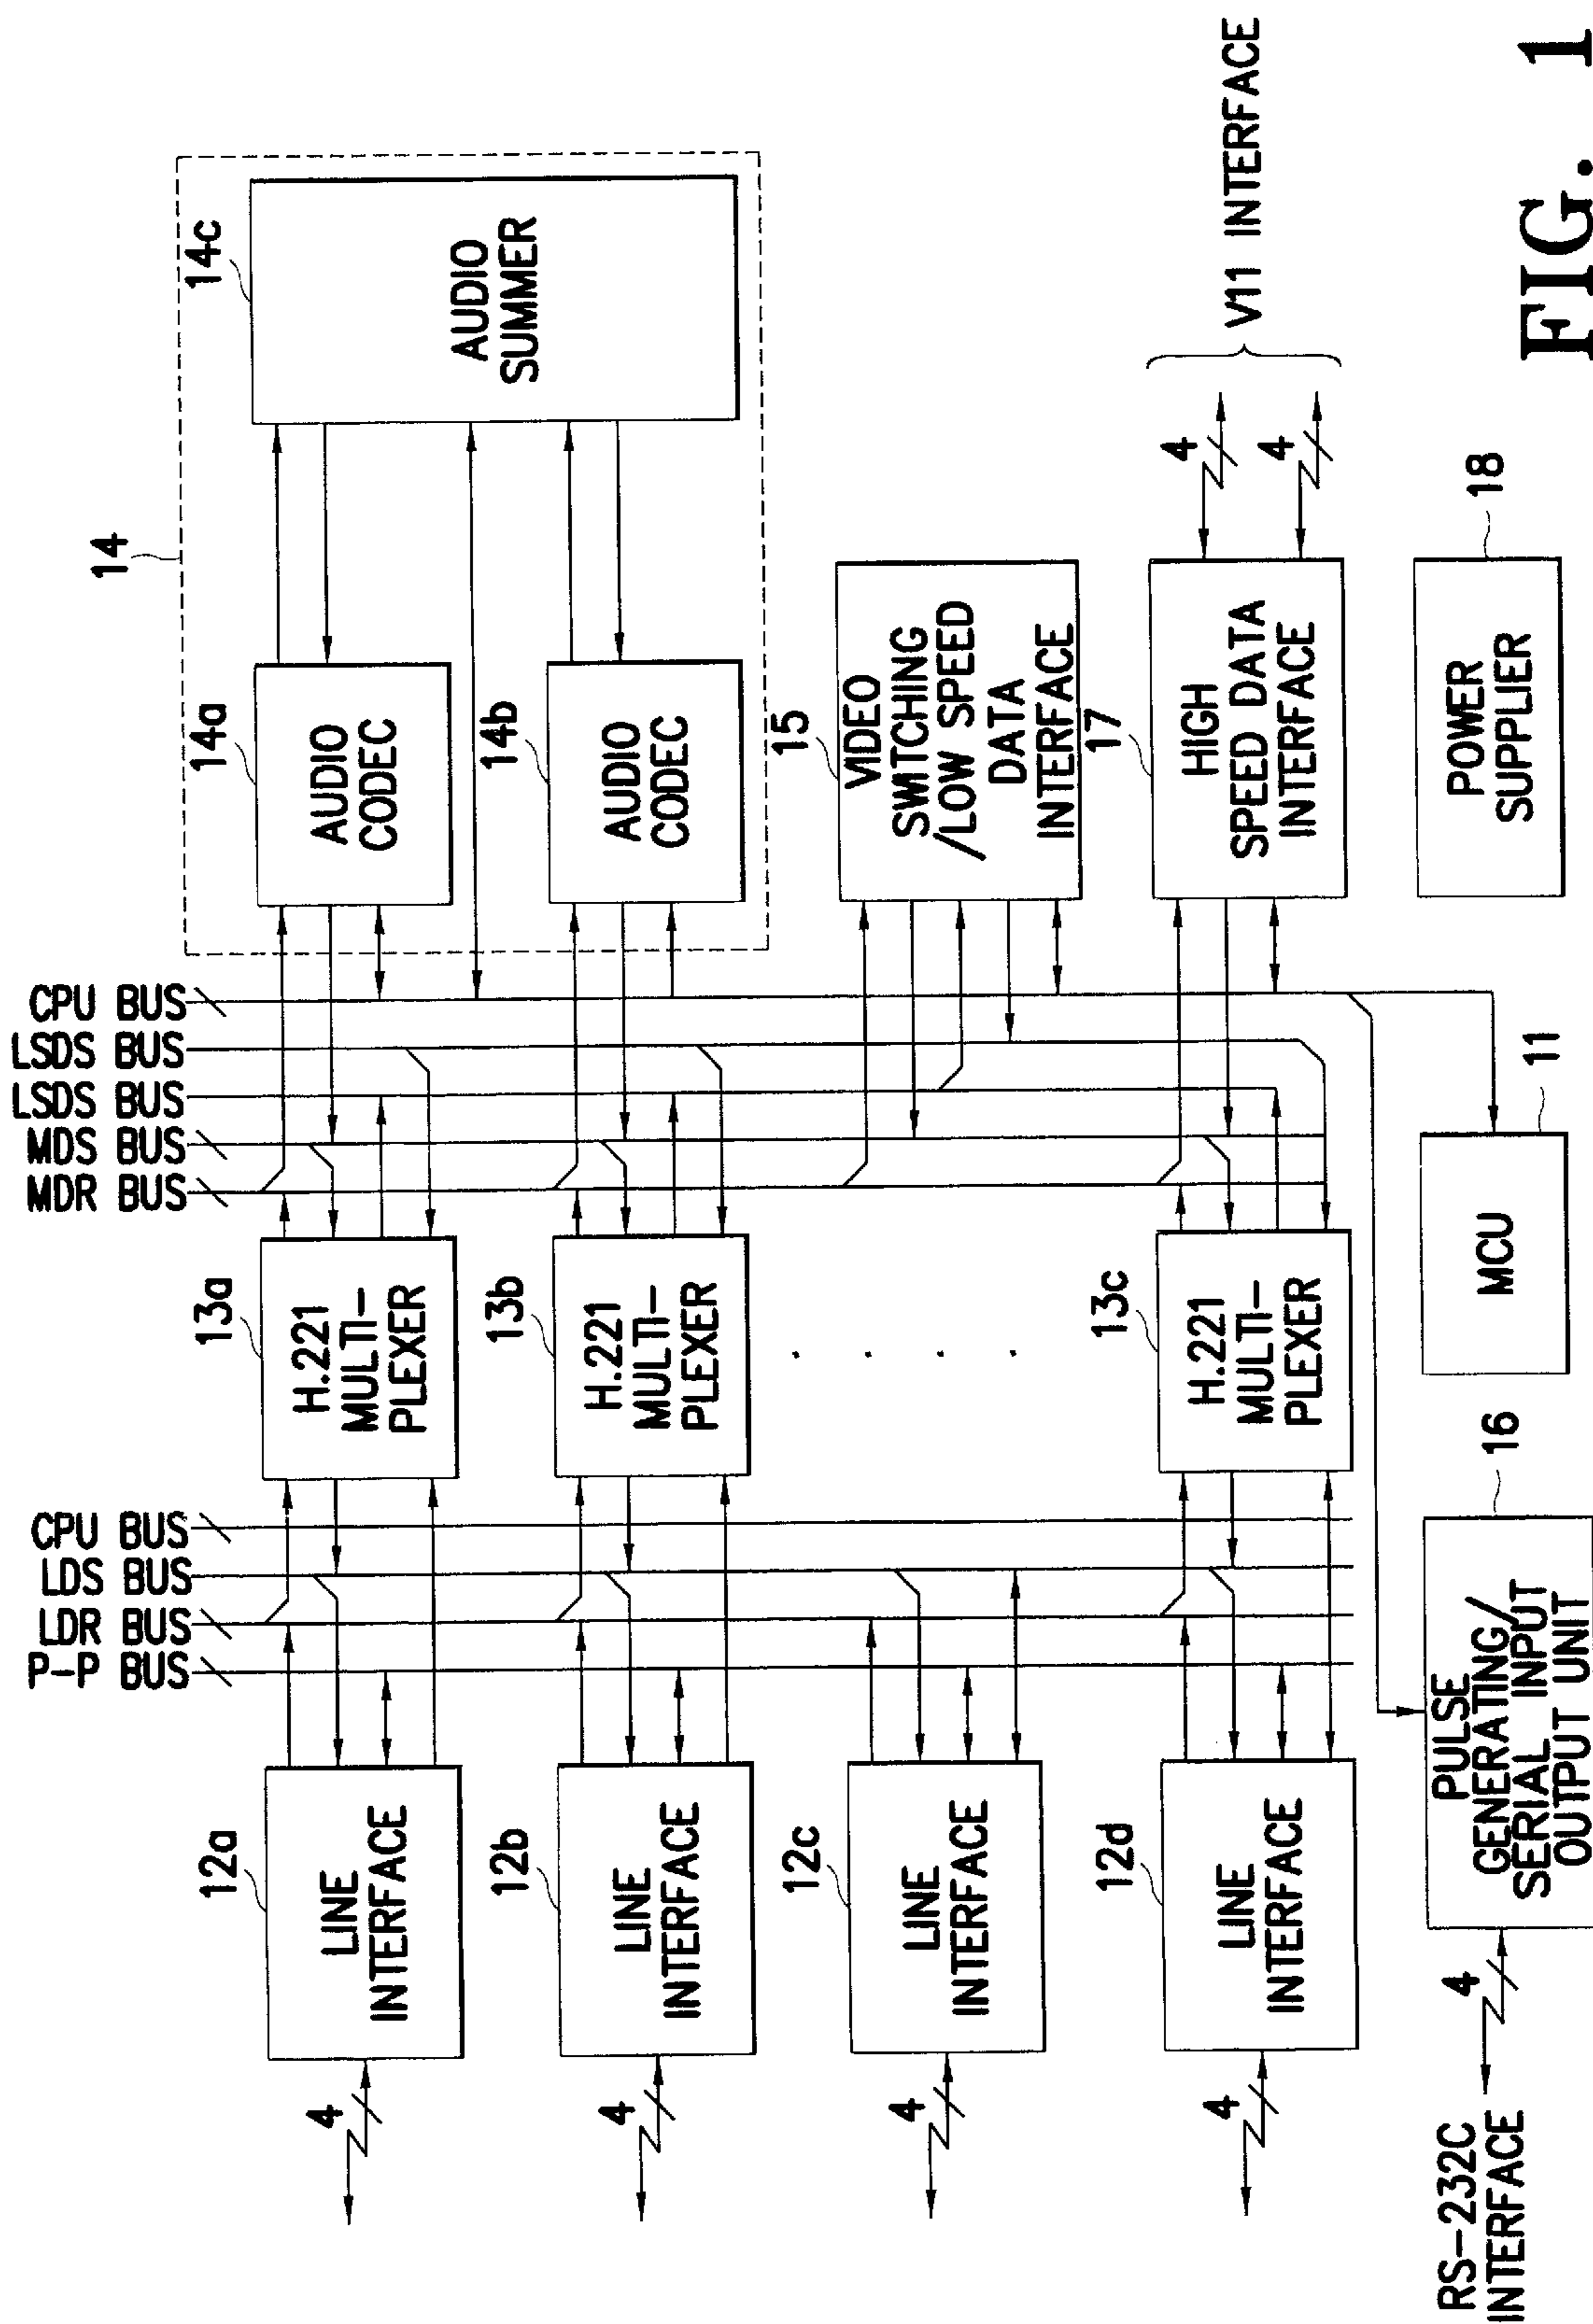 CPU BUS
LSDS BUS
LSDS BUS
MDS BUS
MDR BUS
CPU BUS
LDS BUS
LDR BUS
P-P BUS
12a
LINE
INTERFACE
4
13a
H.221
MULTI-
PLEXER
14
14a
AUDIO
CODEC
14c
AUDIO
SUMMER
12b
LINE
INTERFACE
4
13b
H.221
MULTI-
PLEXER
14b
AUDIO
CODEC
12c
LINE
INTERFACE
4
15
VIDEO
SWITCHING
/LOW SPEED
DATA
INTERFACE
12d
LINE
INTERFACE
4
13c
H.221
MULTI-
PLEXER
17
HIGH
SPEED DATA
INTERFACE
4
4
V11 INTERFACE
RS-232C
INTERFACE
4
16
PULSE
GENERATING/
SERIAL INPUT
OUTPUT UNIT
11
MCU
18
POWER
SUPPLIER
FIG. 1